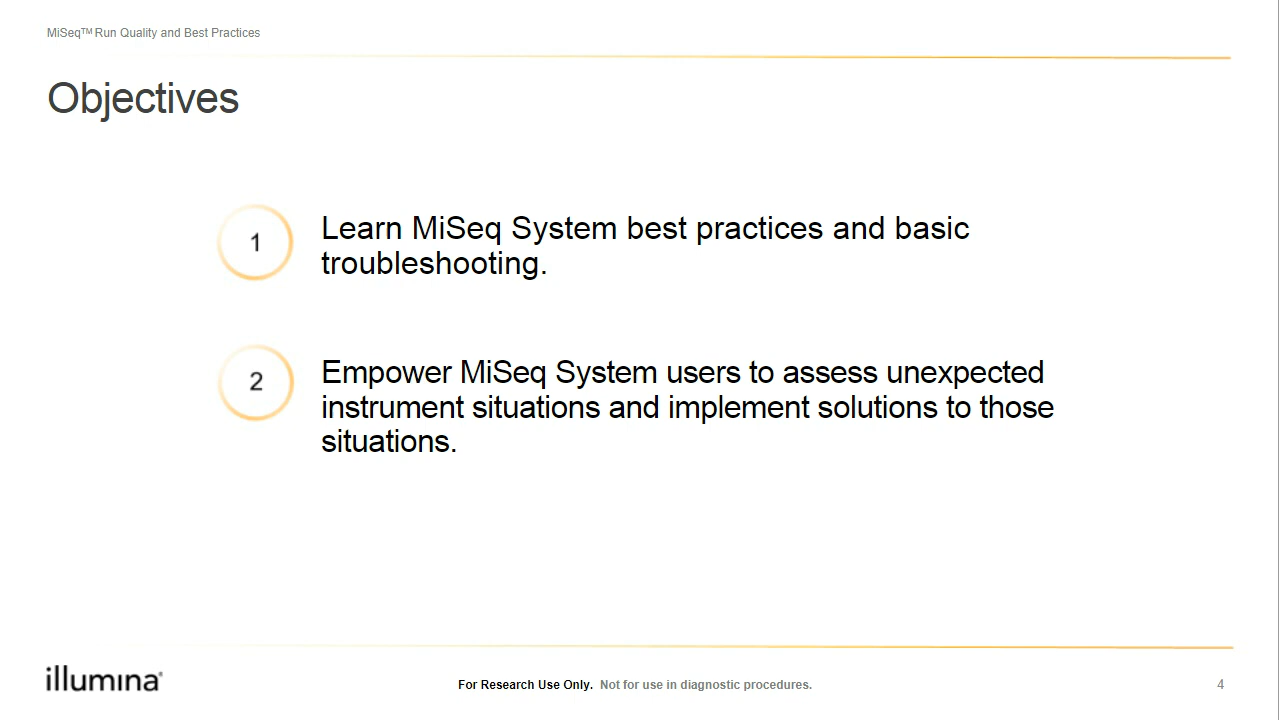 MiSeq™ Run Quality and Best Practices
Objectives
1
Learn MiSeq System best practices and basic
troubleshooting.
2
Empower MiSeq System users to assess unexpected
instrument situations and implement solutions to those
situations.
illumina®
For Research Use Only. Not for use in diagnostic procedures.
4